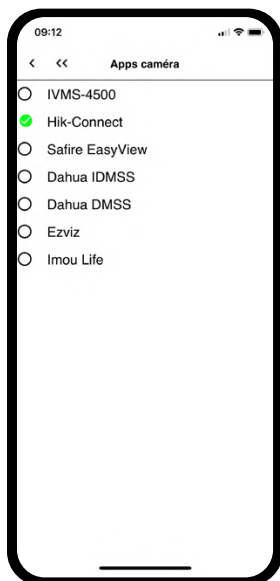 09:12
< << Apps caméra
IVMS-4500
Hik-Connect
Safire EasyView
Dahua IDMSS
Dahua DMSS
Ezviz
Imou Life